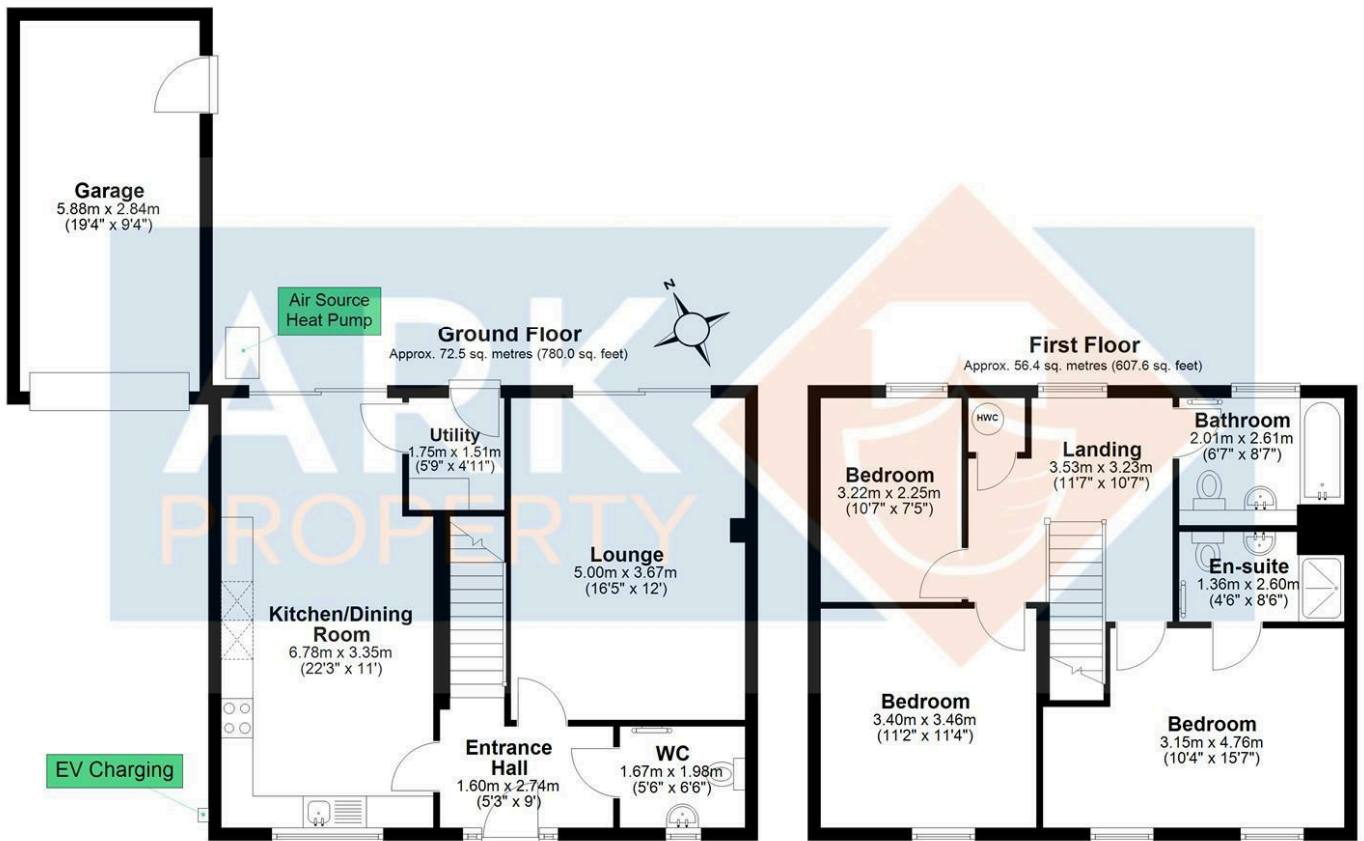 Garage
5.88m x 2.84m
(19'4" x 9'4")
Air Source
Heat Pump
Ground Floor
Approx. 72.5 sq. metres (780.0 sq. feet)
N
Utility
1.75m x 1.51m
(5'9" x 4'11")
Lounge
5.00m x 3.67m
(16'5" x 12')
Kitchen/Dining
Room
6.78m x 3.35m
(22'3" x 11')
Entrance
Hall
1.60m x 2.74m
(5'3" x 9')
WC
1.67m x 1.98m
(5'6" x 6'6")
EV Charging
First Floor
Approx. 56.4 sq. metres (607.6 sq. feet)
HWC
Bedroom
3.22m x 2.25m
(10'7" x 7'5")
Landing
3.53m x 3.23m
(11'7" x 10'7")
Bathroom
2.01m x 2.61m
(6'7" x 8'7")
En-suite
1.36m x 2.60m
(4'6" x 8'6")
Bedroom
3.40m x 3.46m
(11'2" x 11'4")
Bedroom
3.15m x 4.76m
(10'4" x 15'7")
ARK
PROPERTY